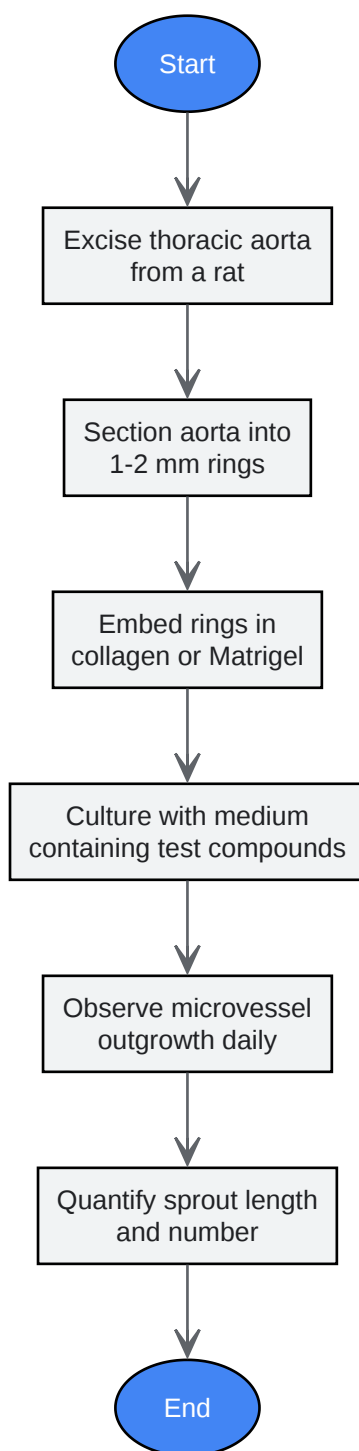 Start
Excise thoracic aorta
from a rat
Section aorta into
1-2 mm rings
Embed rings in
collagen or Matrigel
Culture with medium
containing test compounds
Observe microvessel
outgrowth daily
Quantify sprout length
and number
End